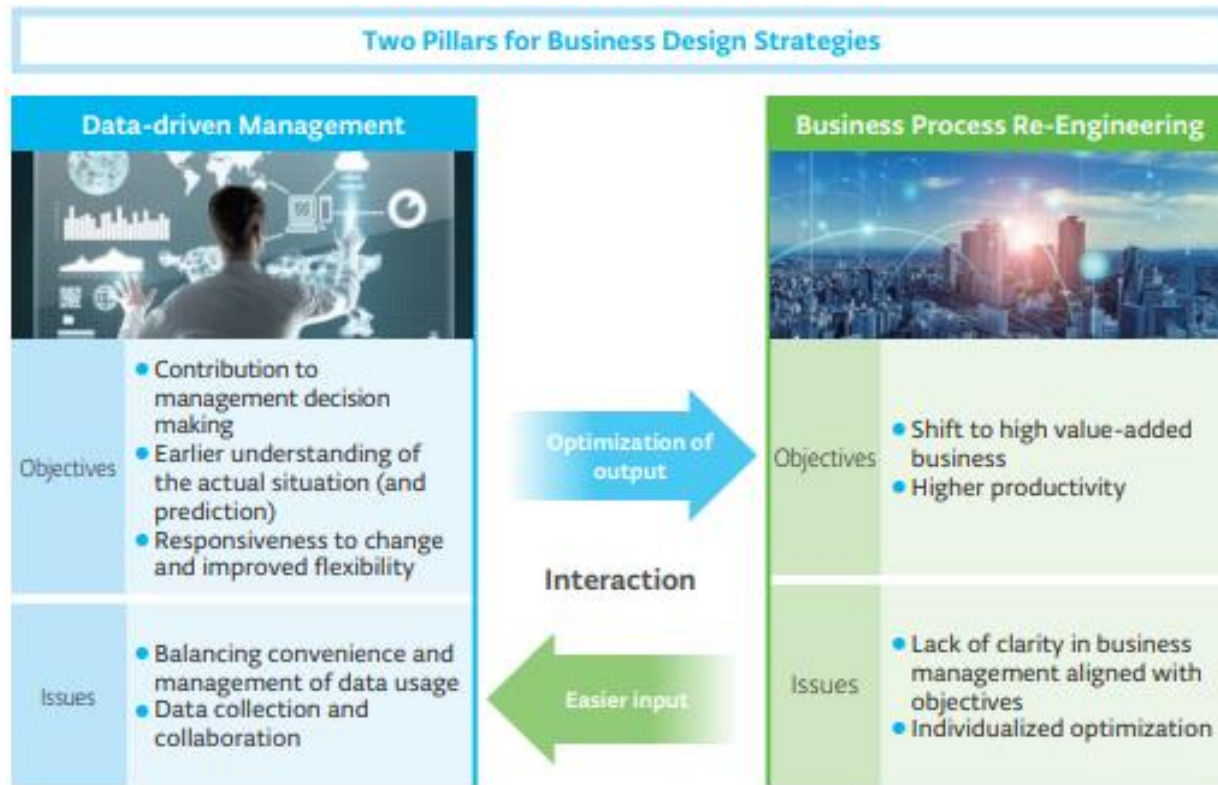 Two Pillars for Business Design Strategies
Data-driven Management
Objectives
● Contribution to
management decision
making
● Earlier understanding of
the actual situation (and
prediction)
● Responsiveness to change
and improved flexibility
Issues
● Balancing convenience and
management of data usage
● Data collection and
collaboration
Optimization of
output
Interaction
Easier input
Business Process Re-Engineering
Objectives
● Shift to high value-added
business
● Higher productivity
Issues
● Lack of clarity in business
management aligned with
objectives
● Individualized optimization